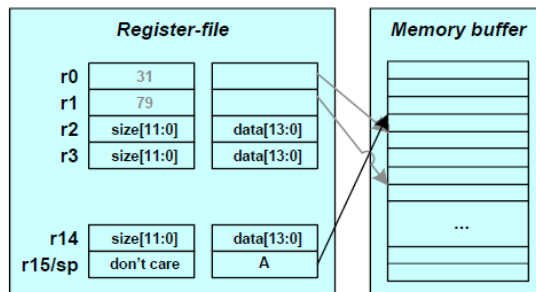 Register-file Memory buffer
r0 31
r1 79
r2 size[11:0] data[13:0]
r3 size[11:0] data[13:0]
...
r14 size[11:0] data[13:0]
r15/sp don't care A